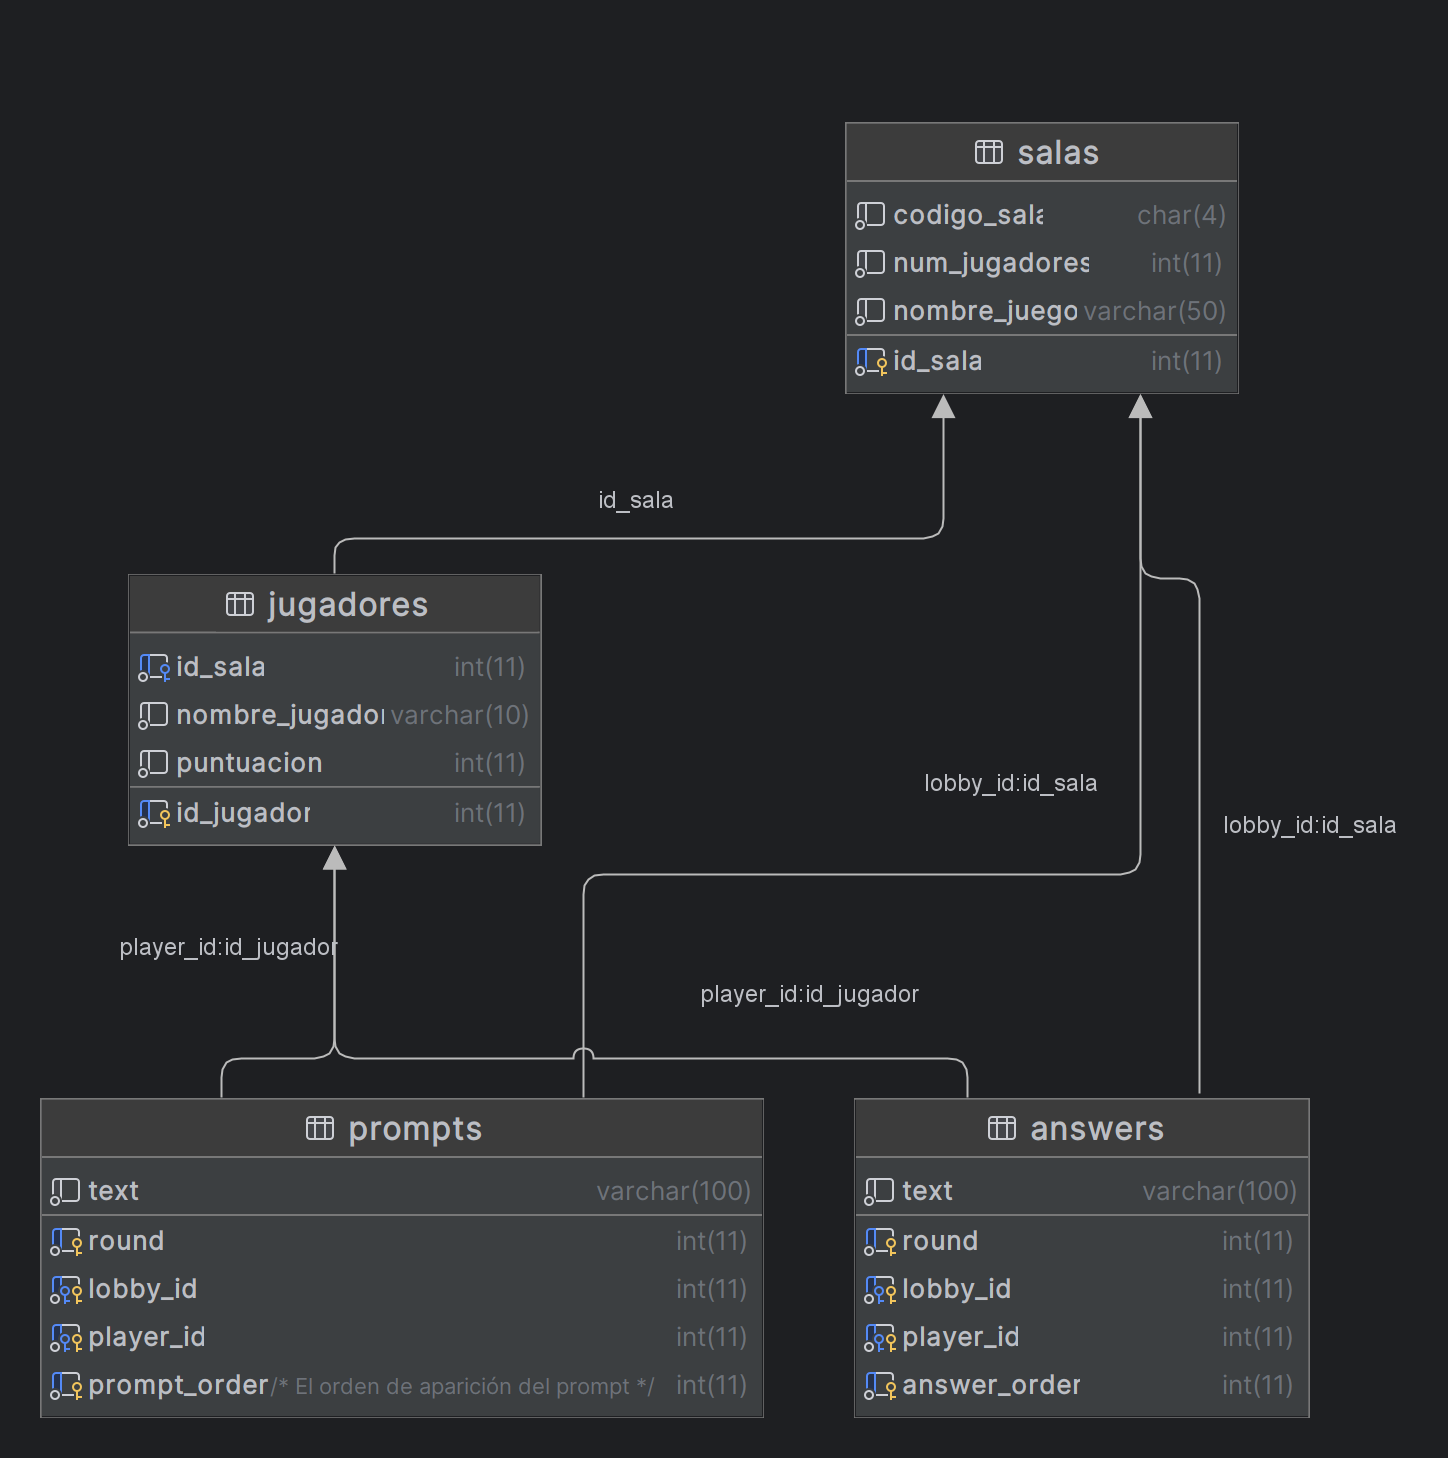 salas
codigo_sala char(4)
num_jugadores int(11)
nombre_juego varchar(50)
id_sala int(11)
id_sala
jugadores
id_sala int(11)
nombre_jugador varchar(10)
puntuacion int(11)
id_jugador int(11)
lobby_id:id_sala
lobby_id:id_sala
player_id:id_jugador
player_id:id_jugador
prompts
text varchar(100)
round int(11)
lobby_id int(11)
player_id int(11)
prompt_order /* El orden de aparición del prompt */ int(11)
answers
text varchar(100)
round int(11)
lobby_id int(11)
player_id int(11)
answer_order int(11)